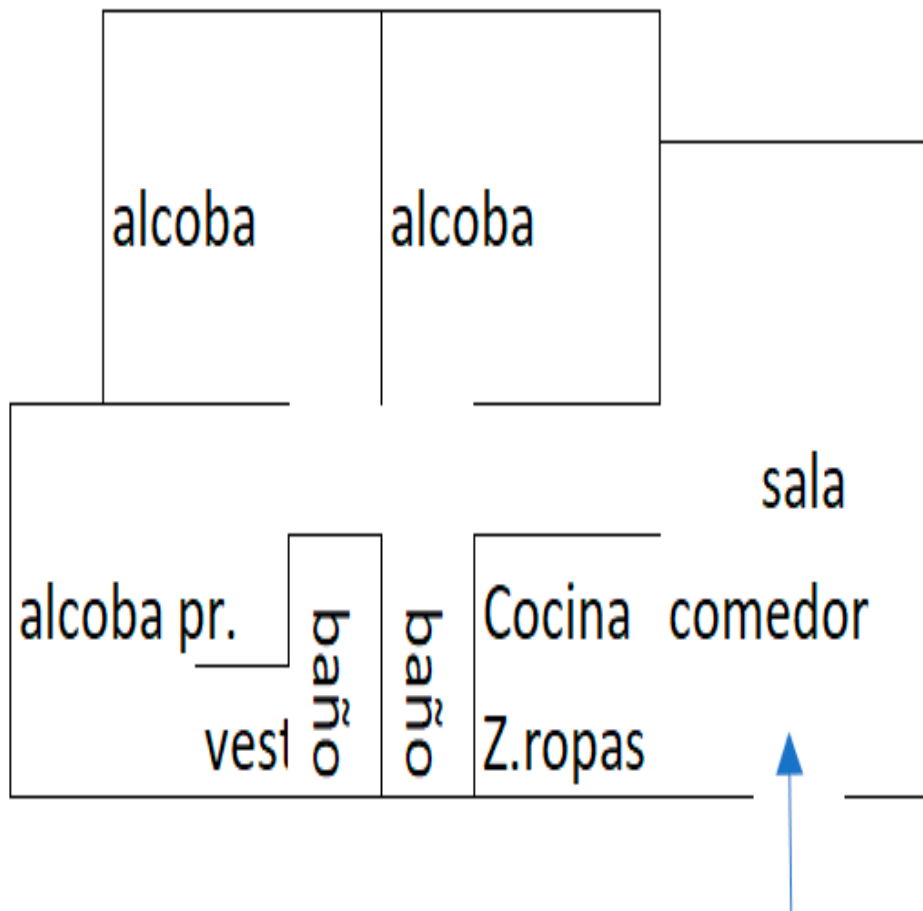 alcoba
alcoba
sala
alcoba pr.
baño
baño
Cocina
comedor
vest
Z.ropas